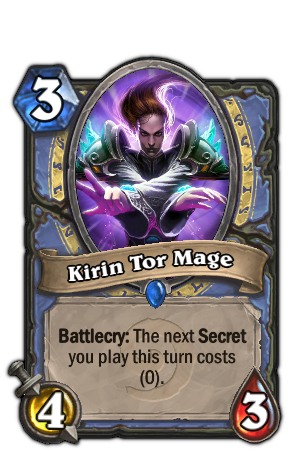 3
Kirin Tor Mage
Battlecry: The next Secret
you play this turn costs
(0).
4
3